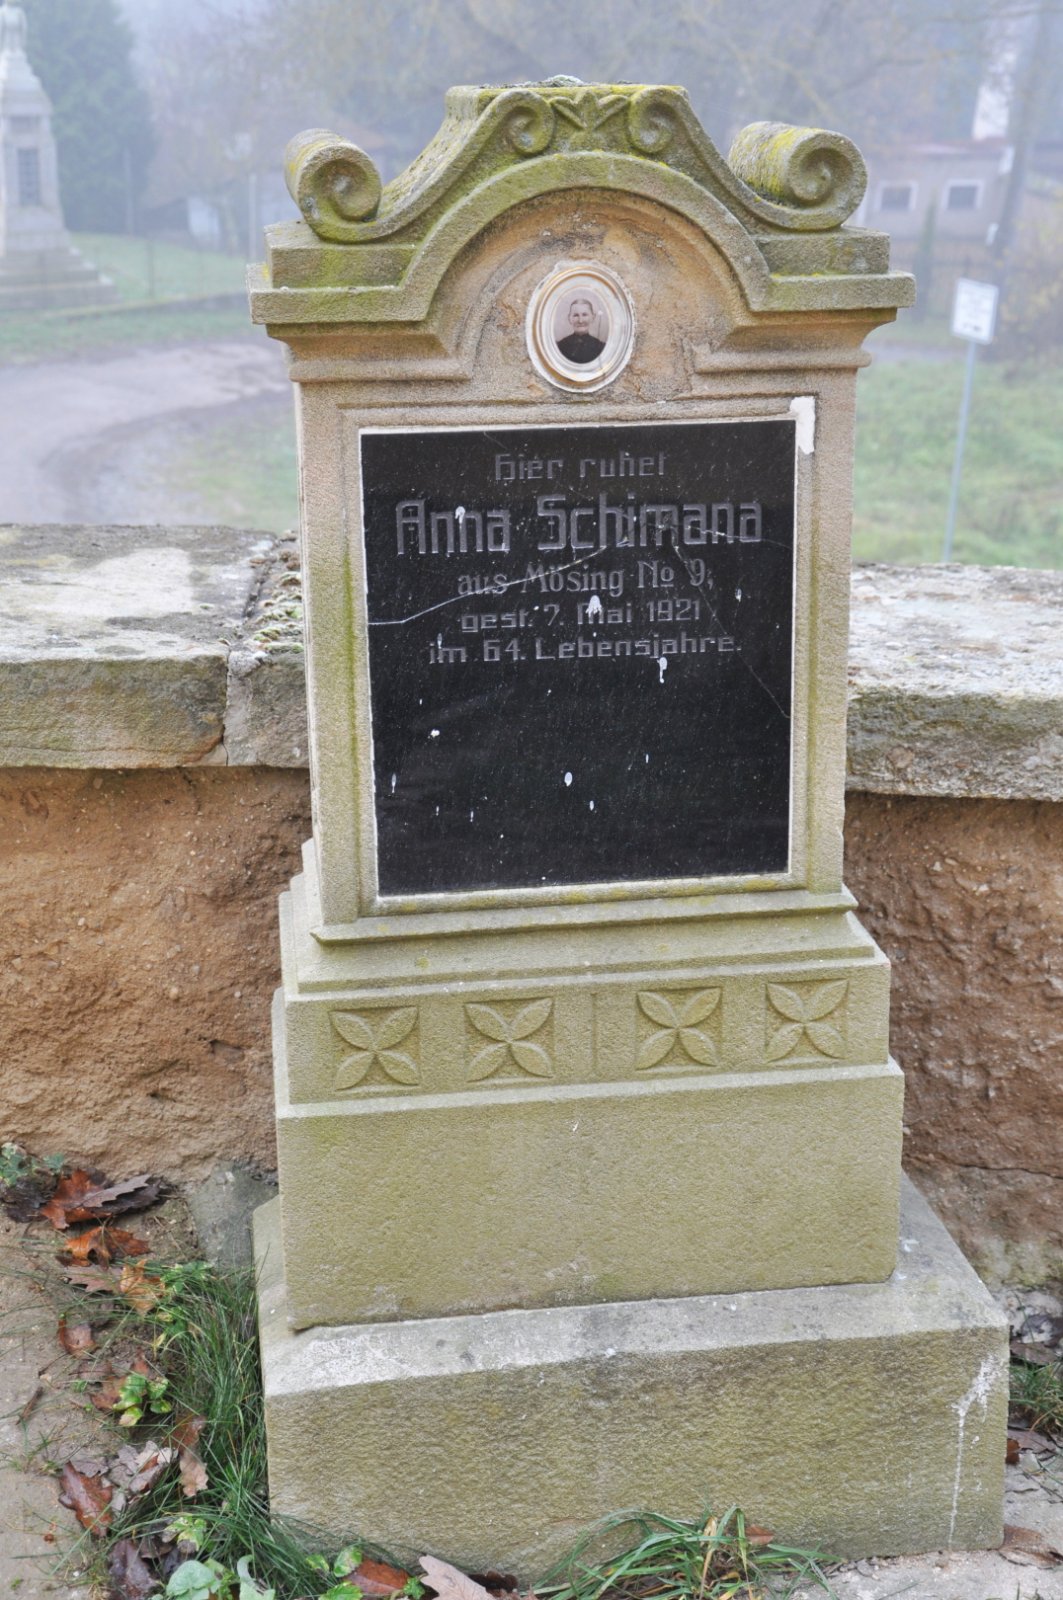 Hier ruhet
Anna Schimana
aus Mösing No 9,
gest. 7. Mai 1921
im 64. Lebensjahre.